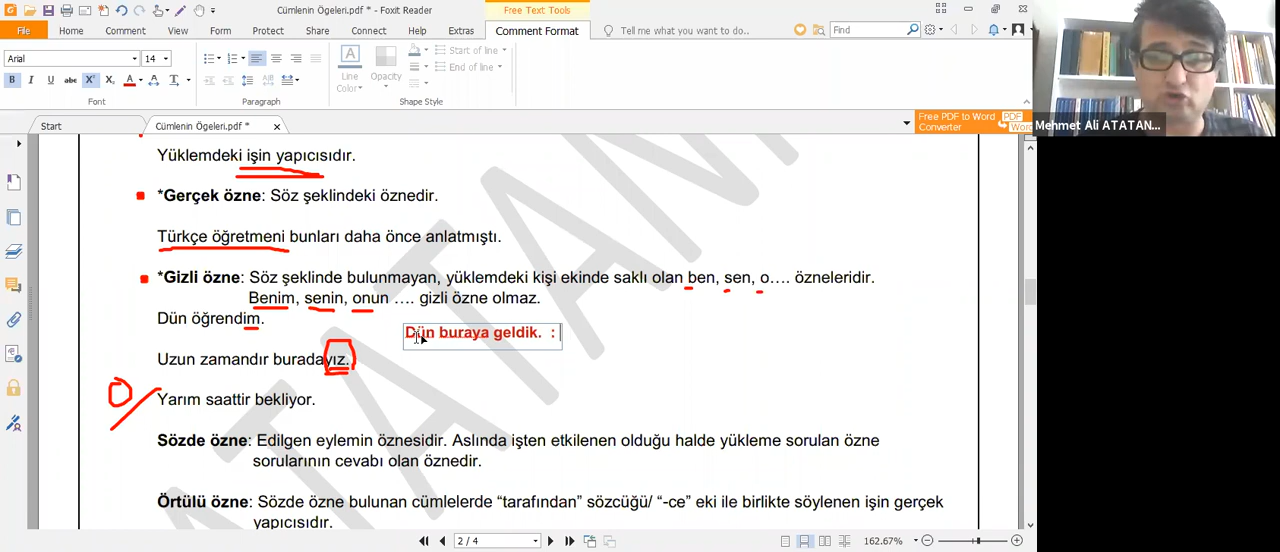 Cümlenin Ögeleri.pdf * - Foxit Reader
Free Text Tools
File
Home
Comment
View
Form
Protect
Share
Connect
Help
Extras
Comment Format
Tell me what you want to do..
Find
Arial
14
Line Color
Opacity
Start of line
End of line
Font
Paragraph
Shape Style
Start
Cümlenin Ögeleri.pdf *
Free PDF to Word Converter
PDF
Word
Mehmet Ali ATATAN...
Yüklemdeki işin yapıcısıdır.
*Gerçek özne: Söz şeklindeki öznedir.
Türkçe öğretmeni bunları daha önce anlatmıştı.
*Gizli özne: Söz şeklinde bulunmayan, yüklemdeki kişi ekinde saklı olan ben, sen, o…. özneleridir.
Benim, senin, onun …. gizli özne olmaz.
Dün öğrendim.
Dün buraya geldik. :
Uzun zamandır buradayız.
O/
Yarım saattir bekliyor.
Sözde özne: Edilgen eylemin öznesidir. Aslında işten etkilenen olduğu halde yükleme sorulan özne
sorularının cevabı olan öznedir.
Örtülü özne: Sözde özne bulunan cümlelerde “tarafından” sözcüğü/ “-ce” eki ile birlikte söylenen işin gerçek
yapıcısıdır.
ATATAN
2 / 4
162.67%